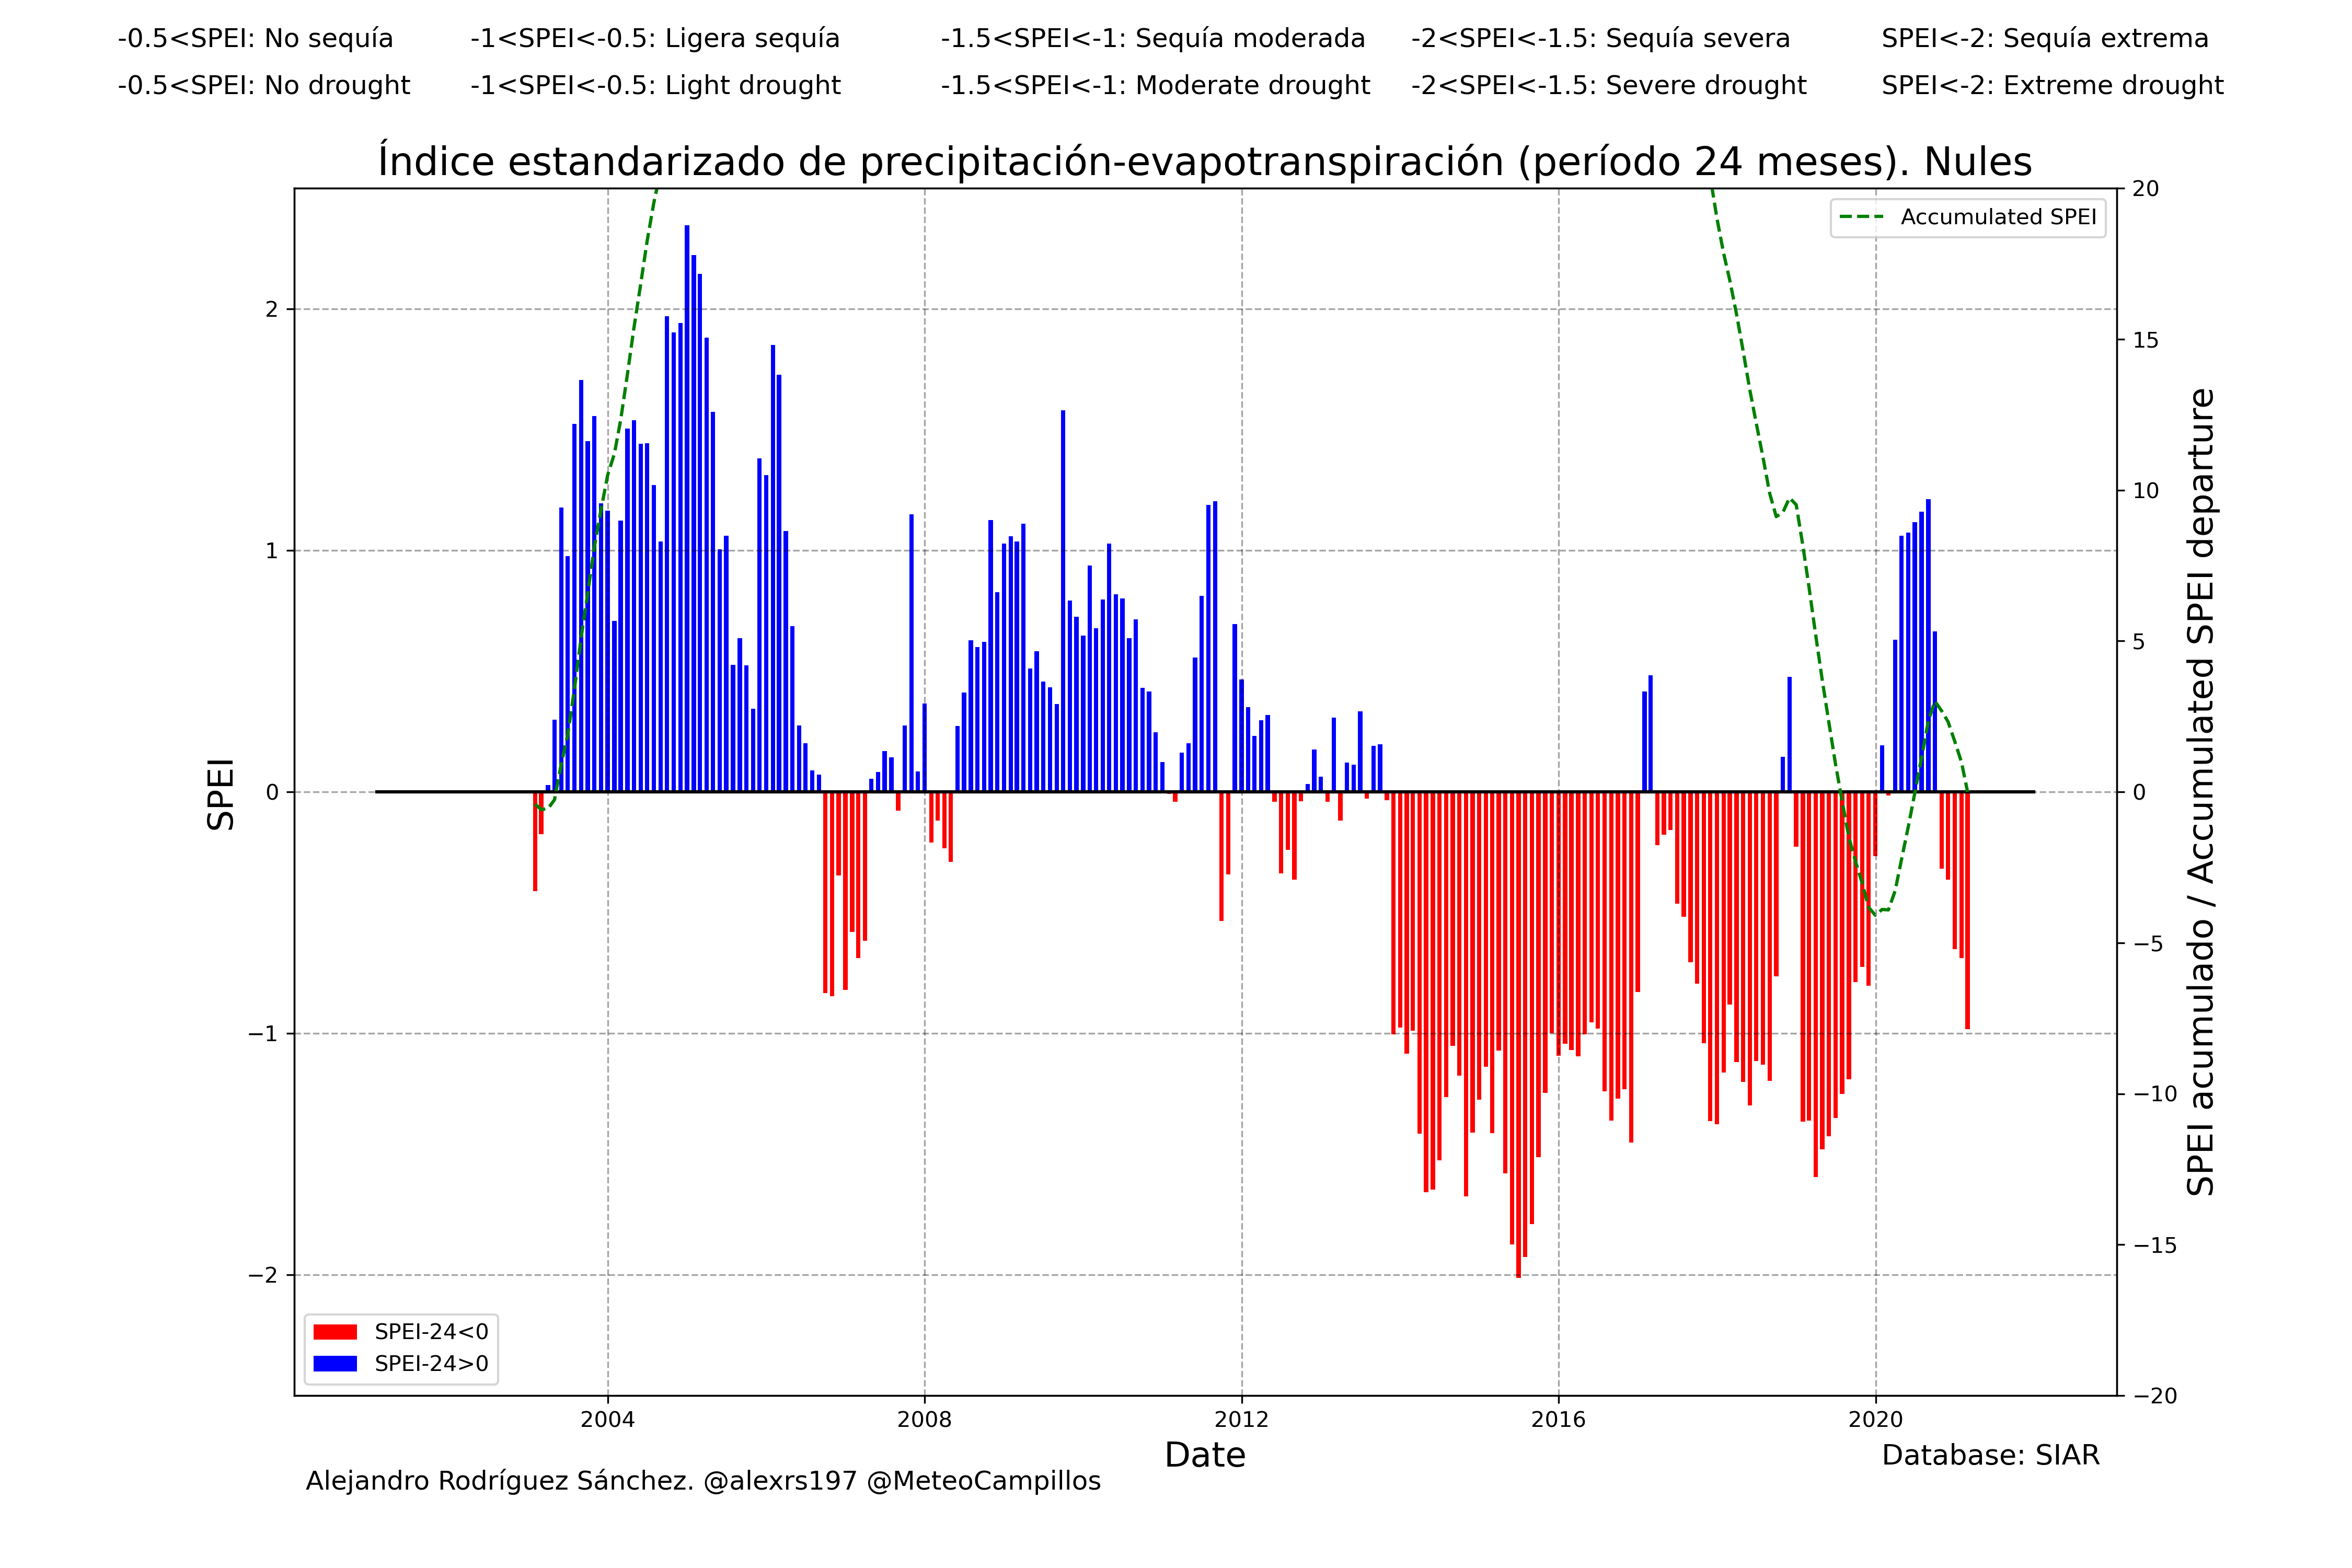 -0.5<SPEI: No sequía -1<SPEI<-0.5: Ligera sequía -1.5<SPEI<-1: Sequía moderada -2<SPEI<-1.5: Sequía severa SPEI<-2: Sequía extrema
-0.5<SPEI: No drought -1<SPEI<-0.5: Light drought -1.5<SPEI<-1: Moderate drought -2<SPEI<-1.5: Severe drought SPEI<-2: Extreme drought
Índice estandarizado de precipitación-evapotranspiración (período 24 meses). Nules
Accumulated SPEI
SPEI
2
1
0
−1
−2
20
15
10
5
0
−5
−10
−15
−20
SPEI acumulado / Accumulated SPEI departure
SPEI-24<0
SPEI-24>0
2004 2008 2012 2016 2020
Date
Database: SIAR
Alejandro Rodríguez Sánchez. @alexrs197 @MeteoCampillos